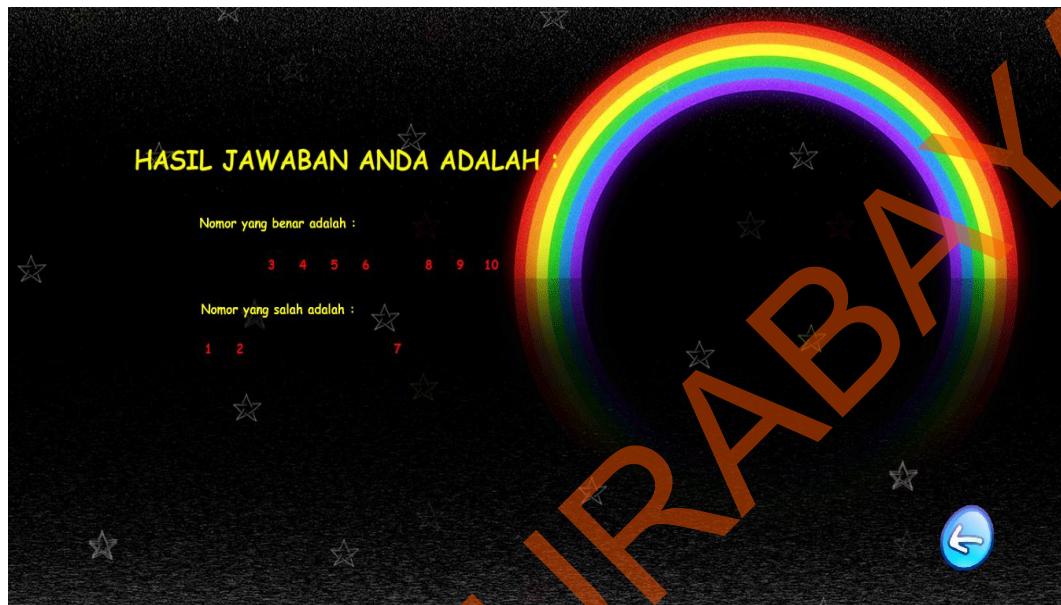 HASIL JAWABAN ANDA ADALAH :
Nomor yang benar adalah :
3 4 5 6 8 9 10
Nomor yang salah adalah :
1 2 7